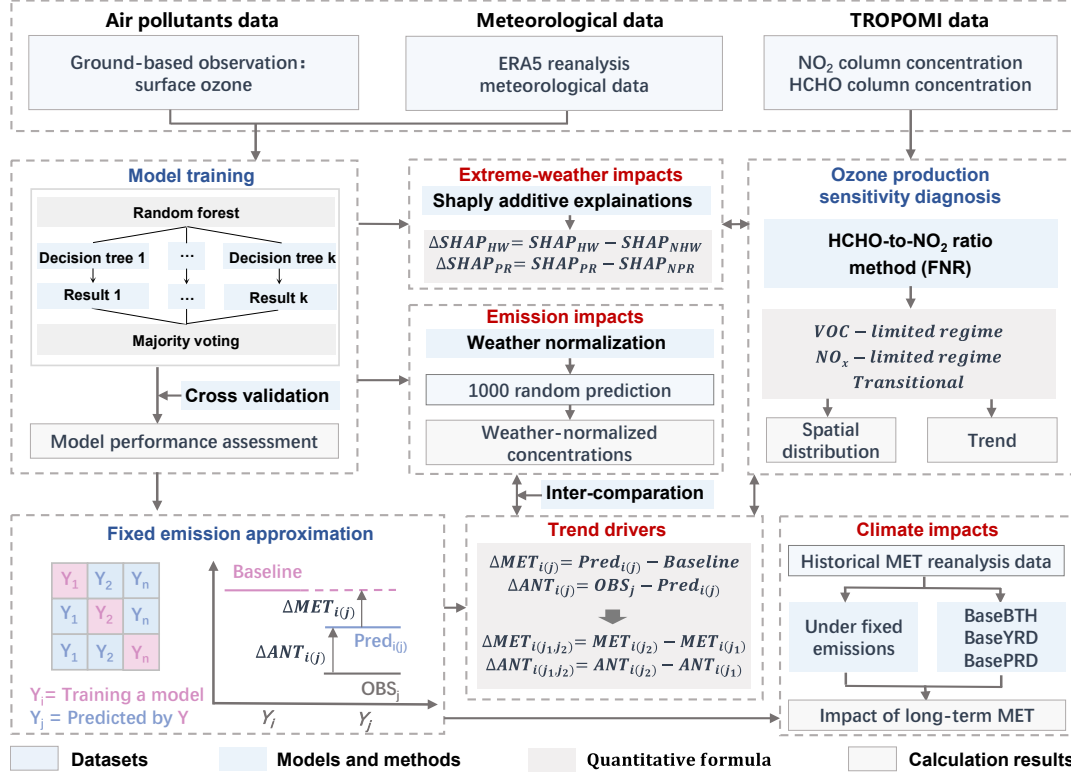 Air pollutants data
Meteorological data
TROPOMI data
Ground-based observation:
surface ozone
ERA5 reanalysis
meteorological data
NO₂ column concentration
HCHO column concentration
Model training
Random forest
Decision tree 1
...
Decision tree k
Result 1
...
Result k
Majority voting
Cross validation
Model performance assessment
Extreme-weather impacts
Shaply additive explainations
ΔSHAP_HW = SHAP_HW − SHAP_NHW
ΔSHAP_PR = SHAP_PR − SHAP_NPR
Emission impacts
Weather normalization
1000 random prediction
Weather-normalized
concentrations
Ozone production
sensitivity diagnosis
HCHO-to-NO₂ ratio
method (FNR)
VOC − limited regime
NOₓ − limited regime
Transitional
Spatial
distribution
Trend
Inter-comparation
Fixed emission approximation
Y₁ Y₂ Yₙ
Y₁ Y₂ Yₙ
Y₁ Y₂ Yₙ
Yᵢ= Training a model
Yⱼ = Predicted by Y
Baseline
ΔMET_i(j)
Pred_i(j)
ΔANT_i(j)
OBS_j
Yᵢ Yⱼ
Trend drivers
ΔMET_i(j) = Pred_i(j) − Baseline
ΔANT_i(j) = OBS_j − Pred_i(j)
ΔMET_i(j₁,j₂) = MET_i(j₂) − MET_i(j₁)
ΔANT_i(j₁,j₂) = ANT_i(j₂) − ANT_i(j₁)
Climate impacts
Historical MET reanalysis data
Under fixed
emissions
BaseBTH
BaseYRD
BasePRD
Impact of long-term MET
Datasets
Models and methods
Quantitative formula
Calculation results